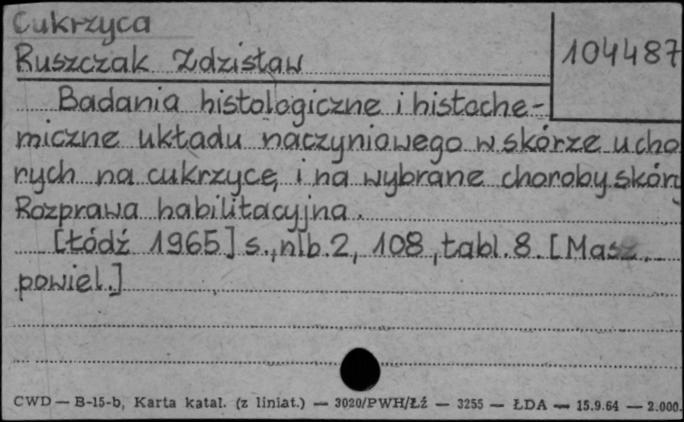 Cukrzyca
Ruszczak Zdzisław
104487
Badania histologiczne i histoche-
miczne układu naczyniowego w skórze u cho
rych na cukrzycę i na wybrane choroby skóry
Rozprawa habilitacyjna.
[Łódź 1965] s., nlb. 2, 108, tabl. 8. [Masz.
powiel.]
CWD — B-15-b, Karta katal. (z liniat.) — 3020/PWH/Łź — 3255 — ŁDA — 15.9.64 — 2.000.